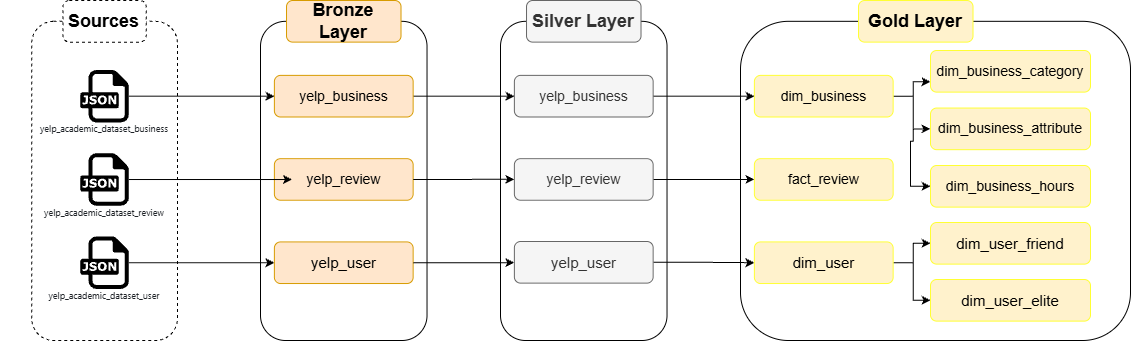 Sources
Bronze
Layer
Silver Layer
Gold Layer
JSON
yelp_academic_dataset_business
yelp_business
yelp_business
dim_business
dim_business_category
dim_business_attribute
dim_business_hours
JSON
yelp_academic_dataset_review
yelp_review
yelp_review
fact_review
JSON
yelp_academic_dataset_user
yelp_user
yelp_user
dim_user
dim_user_friend
dim_user_elite